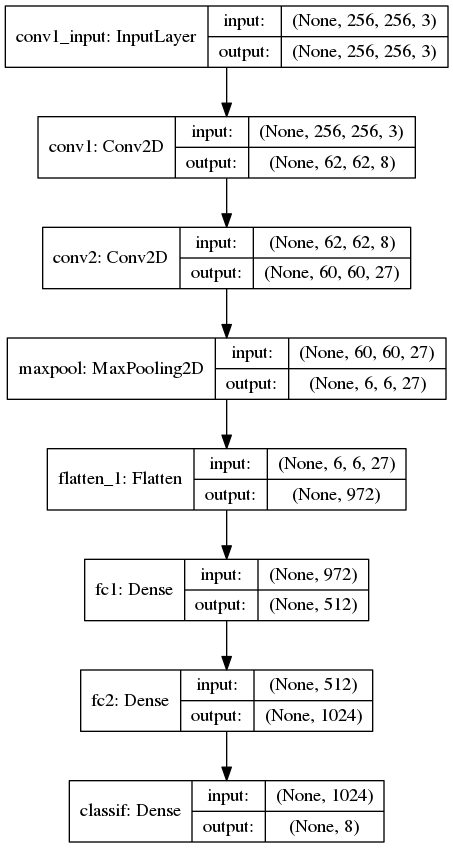 conv1_input: InputLayer
input: (None, 256, 256, 3)
output: (None, 256, 256, 3)
conv1: Conv2D
input: (None, 256, 256, 3)
output: (None, 62, 62, 8)
conv2: Conv2D
input: (None, 62, 62, 8)
output: (None, 60, 60, 27)
maxpool: MaxPooling2D
input: (None, 60, 60, 27)
output: (None, 6, 6, 27)
flatten_1: Flatten
input: (None, 6, 6, 27)
output: (None, 972)
fc1: Dense
input: (None, 972)
output: (None, 512)
fc2: Dense
input: (None, 512)
output: (None, 1024)
classif: Dense
input: (None, 1024)
output: (None, 8)